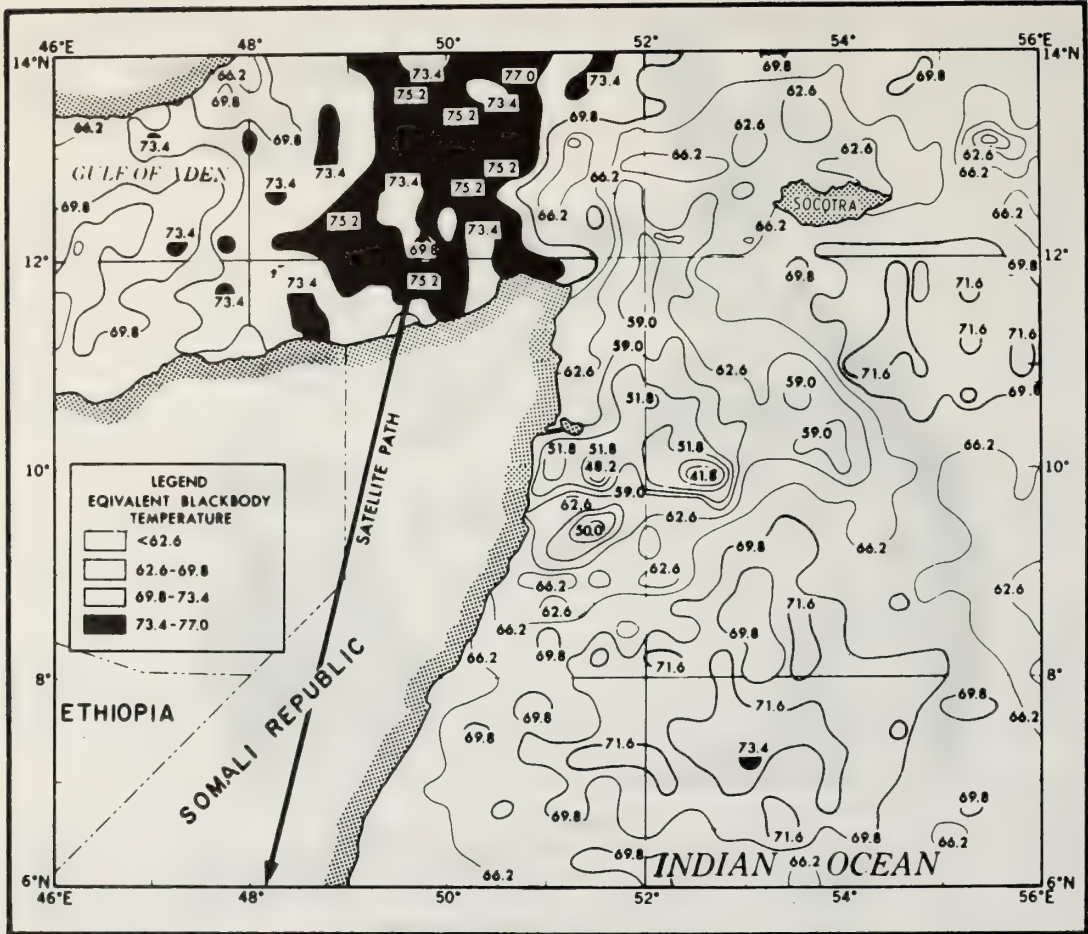 46°E 48° 50° 52° 54° 56°E
14°N 14°N
66.2 73.4 77.0 73.4 69.8 69.8
69.8 75.2 73.4 62.6 62.6
66.2 75.2 69.8
73.4 69.8 73.4 75.2 66.2 62.6 62.6
GULF OF ADEN 73.4 73.4 75.2 66.2 66.2
69.8 75.2 73.4 66.2 SOCOTRA 66.2
73.4 69.8 66.2
12° 12°
73.4 73.4 75.2 69.8 69.8
69.8 59.0 71.6
59.0 71.6 71.6
62.6 62.6 71.6
51.8 59.0 69.8
51.8 51.8 51.8 59.0 66.2
10° 48.2 41.8 10°
59.0
62.6 62.6 66.2
50.0 69.8
LEGEND
EQIVALENT BLACKBODY
TEMPERATURE
<62.6
62.6-69.8
69.8-73.4
73.4-77.0
SATELLITE PATH
66.2 62.6 62.6
62.6 71.6
66.2 69.8 69.8
66.2 71.6
8° 8°
ETHIOPIA
SOMALI REPUBLIC
69.8 69.8 71.6 69.8 66.2
71.6 73.4
69.8 71.6 69.8 69.8
66.2 69.8 66.2 66.2
INDIAN OCEAN
6°N 6°N
46°E 48° 50° 52° 54° 56°E